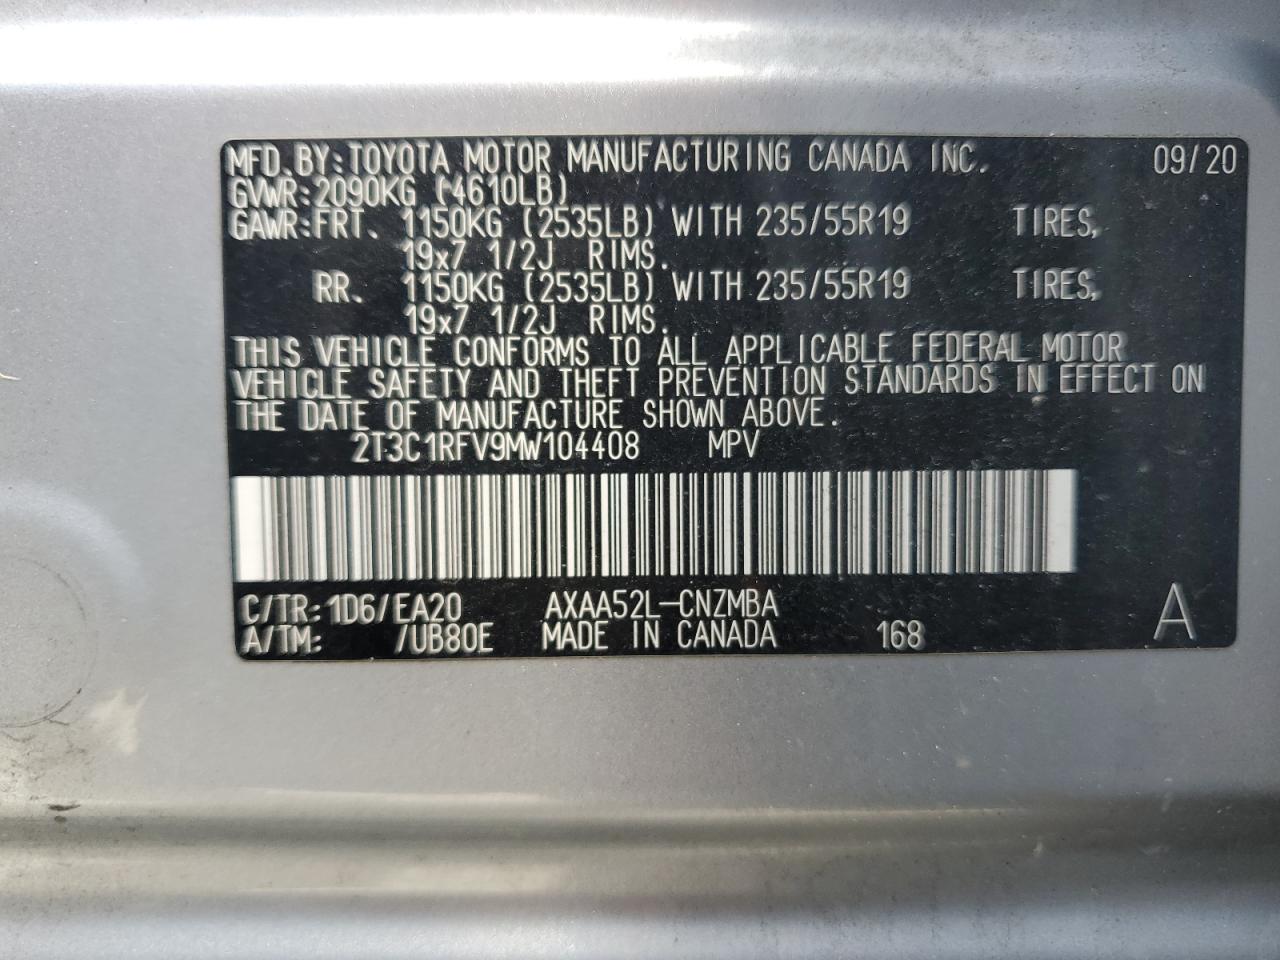 MFD.BY:TOYOTA MOTOR MANUFACTURING CANADA INC. 09/20
GVWR:2090KG (4610LB)
GAWR:FRT. 1150KG (2535LB) WITH 235/55R19 TIRES,
19x7 1/2J RIMS.
RR. 1150KG (2535LB) WITH 235/55R19 TIRES,
19x7 1/2J RIMS.
THIS VEHICLE CONFORMS TO ALL APPLICABLE FEDERAL MOTOR
VEHICLE SAFETY AND THEFT PREVENTION STANDARDS IN EFFECT ON
THE DATE OF MANUFACTURE SHOWN ABOVE.
2T3C1RFV9MW104408 MPV
C/TR:1D6/EA20 AXAA52L-CNZMBA
A/TM: /UB80E MADE IN CANADA 168 A